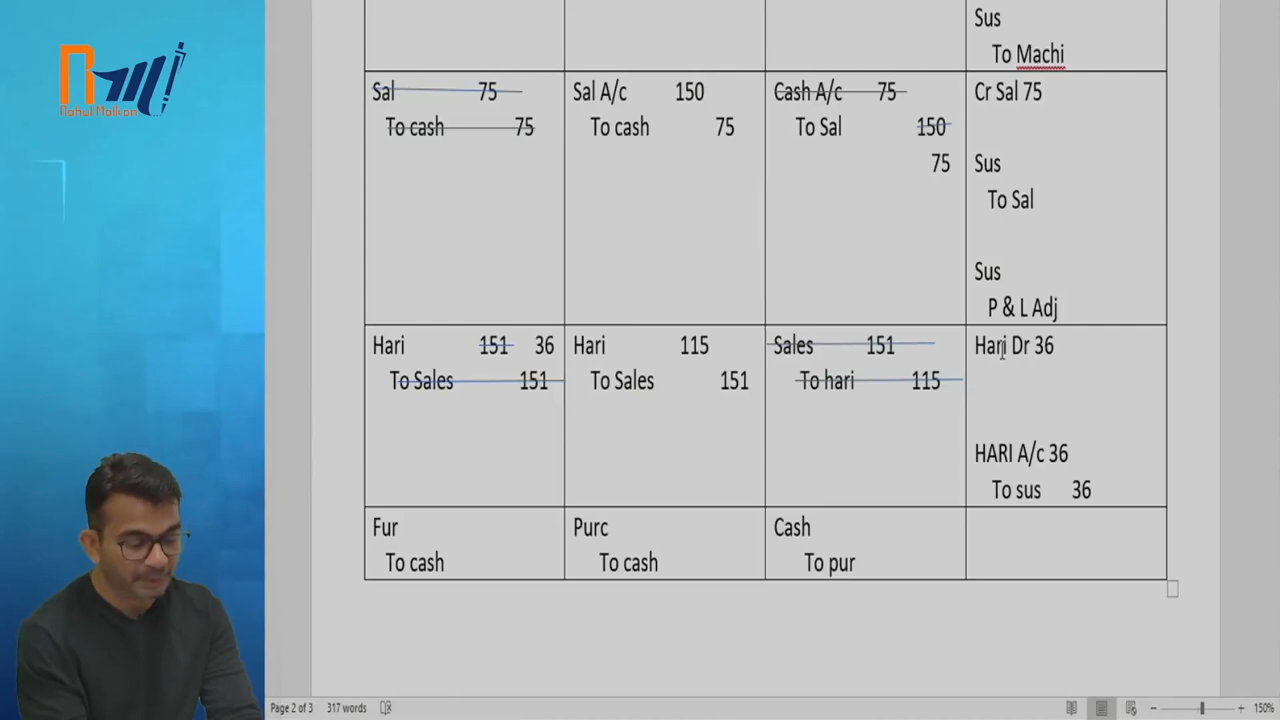 Rahul Malkan
Sus
To Machi
Sal 75
To cash 75
Sal A/c 150
To cash 75
Cash A/c 75
To Sal 150
75
Cr Sal 75
Sus
To Sal
Sus
P & L Adj
Hari 151 36
To Sales 151
Hari 115
To Sales 151
Sales 151
To hari 115
Hari Dr 36
HARI A/c 36
To sus 36
Fur
To cash
Purc
To cash
Cash
To pur
Page 2 of 3 317 words
150%